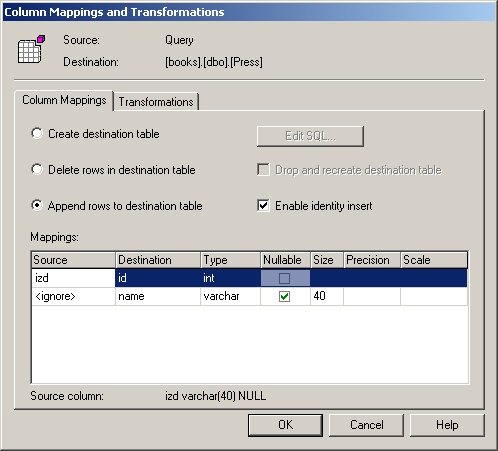 Column Mappings and Transformations
Source: Query
Destination: [books].[dbo].[Press]
Column Mappings Transformations
Create destination table Edit SQL...
Delete rows in destination table Drop and recreate destination table
Append rows to destination table Enable identity insert
Mappings:
Source Destination Type Nullable Size Precision Scale
izd id int
<ignore> name varchar 40
Source column: izd varchar(40) NULL
OK Cancel Help